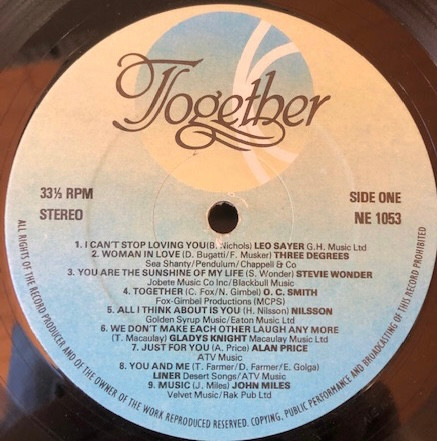 Together
33⅓ RPM
STEREO
SIDE ONE
NE 1053
1. I CAN'T STOP LOVING YOU(B. Nichols) LEO SAYER G.H. Music Ltd
2. WOMAN IN LOVE (D. Bugatti/F. Musker) THREE DEGREES
Sea Shanty/Pendulum/Chappell & Co
3. YOU ARE THE SUNSHINE OF MY LIFE (S. Wonder) STEVIE WONDER
Jobete Music Co Inc/Blackbull Music
4. TOGETHER (C. Fox/N. Gimbel) O. C. SMITH
Fox-Gimbel Productions (MCPS)
5. ALL I THINK ABOUT IS YOU (H. Nilsson) NILSSON
Golden Syrup Music/Eaton Music Ltd
6. WE DON'T MAKE EACH OTHER LAUGH ANY MORE
(T. Macaulay) GLADYS KNIGHT Macaulay Music Ltd
7. JUST FOR YOU (A. Price) ALAN PRICE
ATV Music
8. YOU AND ME (T. Farmer/D. Farmer/E. Golga)
LINER Desert Songs/ATV Music
9. MUSIC (J. Miles) JOHN MILES
Velvet Music/Rak Pub Ltd
ALL RIGHTS OF THE RECORD PRODUCER AND OF THE OWNER OF THE WORK REPRODUCED RESERVED. COPYING, PUBLIC PERFORMANCE AND BROADCASTING OF THIS RECORD PROHIBITED